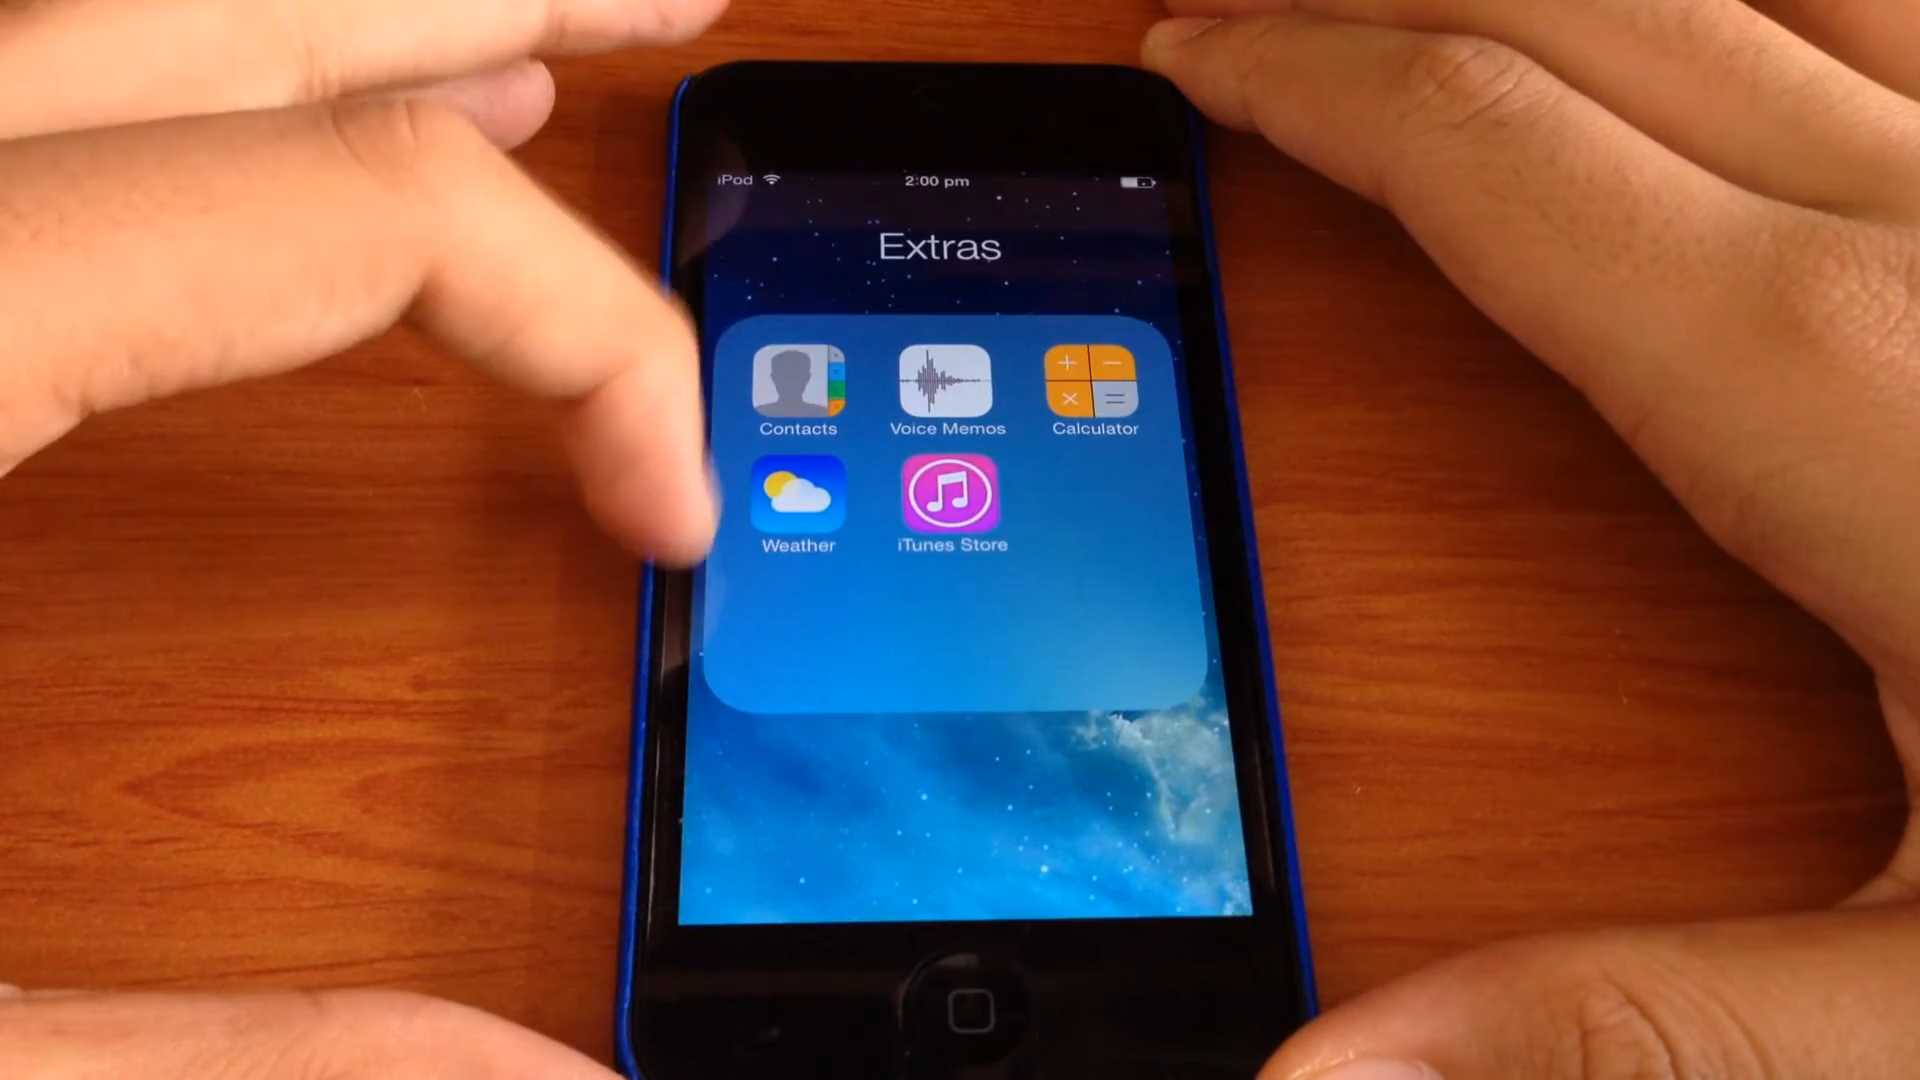 iPod 2:00 pm
Extras
Contacts Voice Memos Calculator
Weather iTunes Store